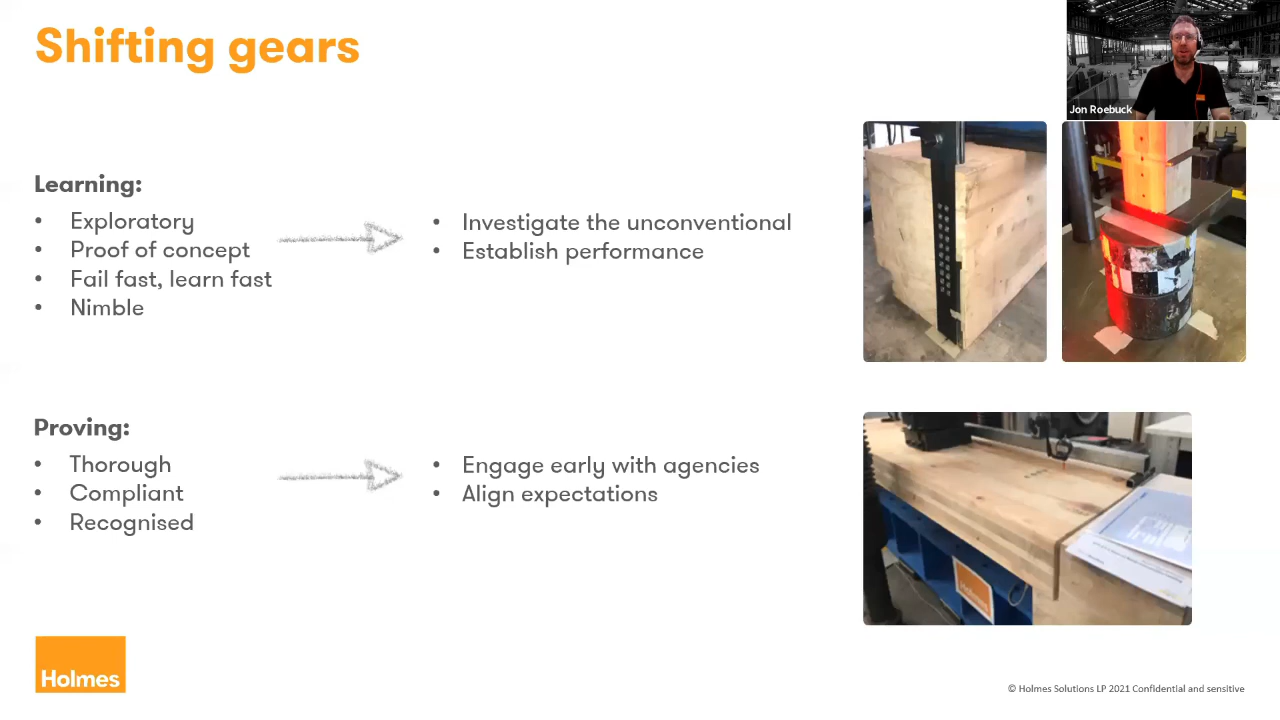 Shifting gears
Jon Roebuck
Learning:
• Exploratory
• Proof of concept
• Fail fast, learn fast
• Nimble
• Investigate the unconventional
• Establish performance
Proving:
• Thorough
• Compliant
• Recognised
• Engage early with agencies
• Align expectations
Holmes
Holmes
© Holmes Solutions LP 2021 Confidential and sensitive